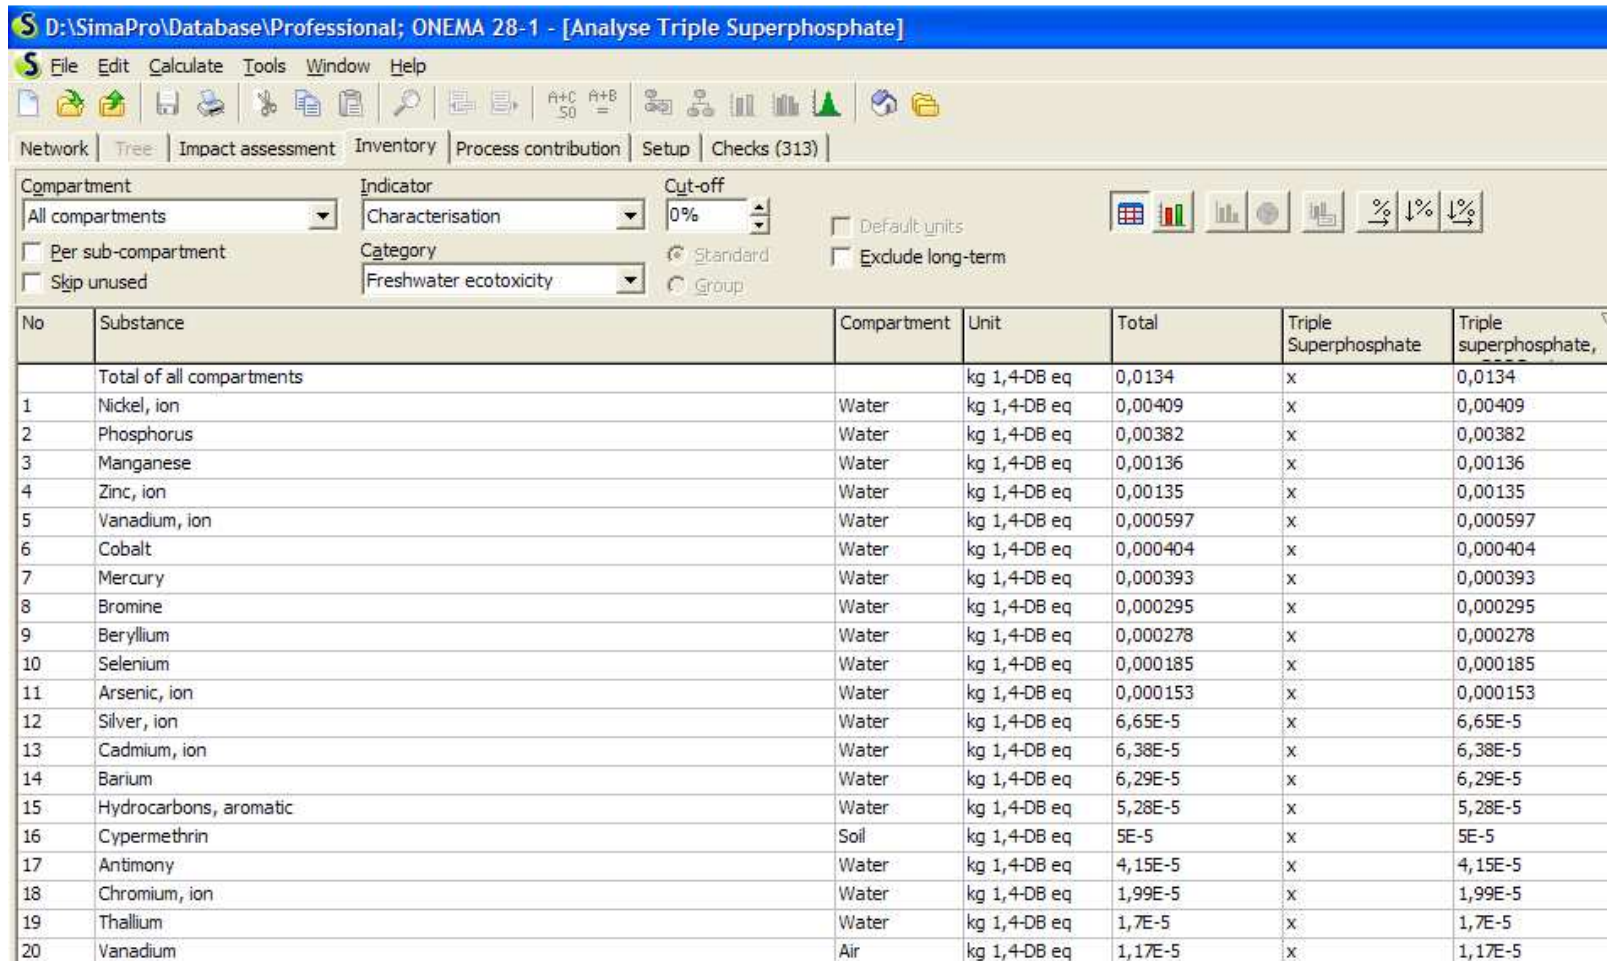 D:\SimaPro\Database\Professional; ONEMA 28-1 - [Analyse Triple Superphosphate]
File Edit Calculate Tools Window Help
A+C 50 A+B =
Network Tree Impact assessment Inventory Process contribution Setup Checks (313)
Compartment Indicator Cut-off
All compartments Characterisation 0%
Default units
Per sub-compartment Category Standard Exclude long-term
Skip unused Freshwater ecotoxicity Group
No Substance Compartment Unit Total Triple Superphosphate Triple superphosphate,
Total of all compartments kg 1,4-DB eq 0,0134 x 0,0134
1 Nickel, ion Water kg 1,4-DB eq 0,00409 x 0,00409
2 Phosphorus Water kg 1,4-DB eq 0,00382 x 0,00382
3 Manganese Water kg 1,4-DB eq 0,00136 x 0,00136
4 Zinc, ion Water kg 1,4-DB eq 0,00135 x 0,00135
5 Vanadium, ion Water kg 1,4-DB eq 0,000597 x 0,000597
6 Cobalt Water kg 1,4-DB eq 0,000404 x 0,000404
7 Mercury Water kg 1,4-DB eq 0,000393 x 0,000393
8 Bromine Water kg 1,4-DB eq 0,000295 x 0,000295
9 Beryllium Water kg 1,4-DB eq 0,000278 x 0,000278
10 Selenium Water kg 1,4-DB eq 0,000185 x 0,000185
11 Arsenic, ion Water kg 1,4-DB eq 0,000153 x 0,000153
12 Silver, ion Water kg 1,4-DB eq 6,65E-5 x 6,65E-5
13 Cadmium, ion Water kg 1,4-DB eq 6,38E-5 x 6,38E-5
14 Barium Water kg 1,4-DB eq 6,29E-5 x 6,29E-5
15 Hydrocarbons, aromatic Water kg 1,4-DB eq 5,28E-5 x 5,28E-5
16 Cypermethrin Soil kg 1,4-DB eq 5E-5 x 5E-5
17 Antimony Water kg 1,4-DB eq 4,15E-5 x 4,15E-5
18 Chromium, ion Water kg 1,4-DB eq 1,99E-5 x 1,99E-5
19 Thallium Water kg 1,4-DB eq 1,7E-5 x 1,7E-5
20 Vanadium Air kg 1,4-DB eq 1,17E-5 x 1,17E-5